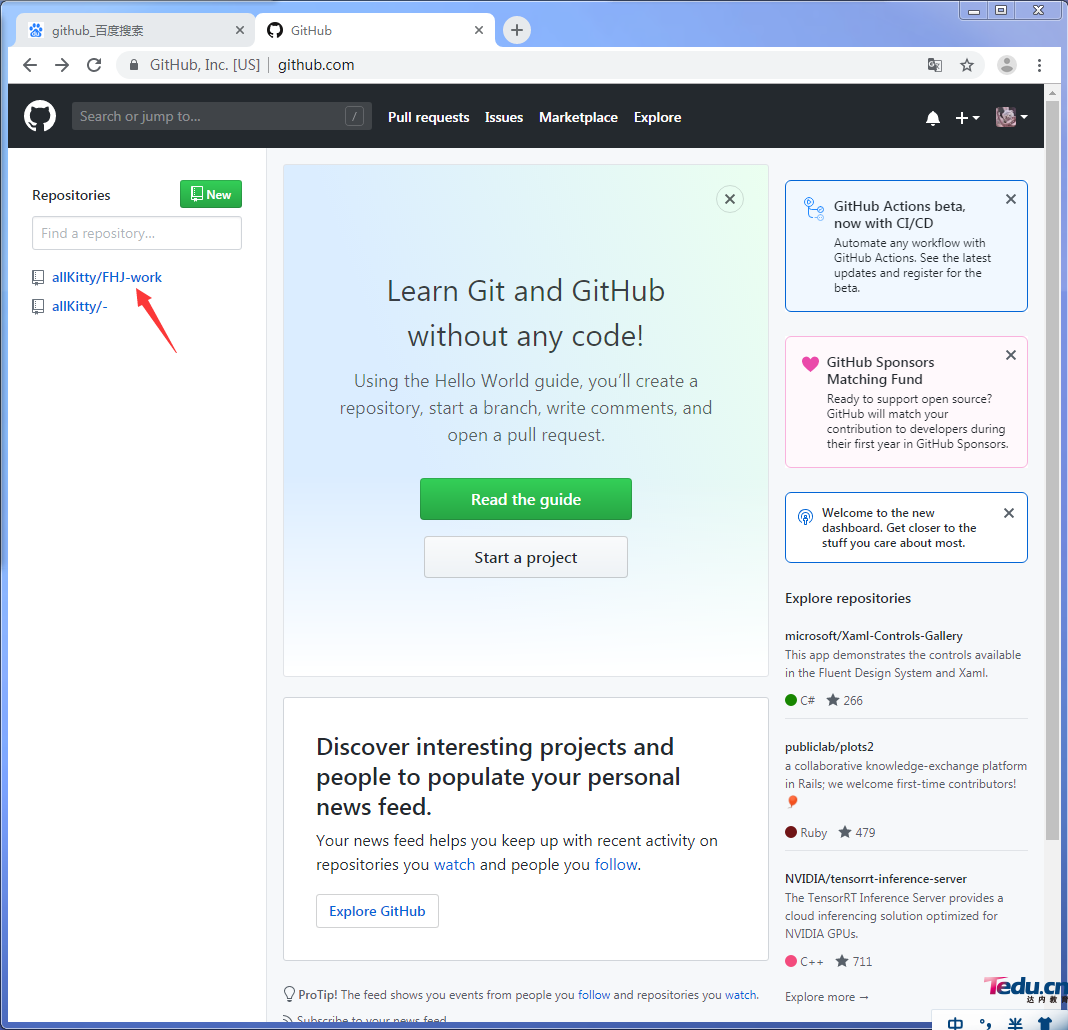 github_百度搜索
GitHub
GitHub, Inc. [US] | github.com
Search or jump to... /
Pull requests Issues Marketplace Explore
Repositories
New
Find a repository...
allKitty/FHJ-work
allKitty/-
Learn Git and GitHub
without any code!
Using the Hello World guide, you'll create a
repository, start a branch, write comments, and
open a pull request.
Read the guide
Start a project
Discover interesting projects and
people to populate your personal
news feed.
Your news feed helps you keep up with recent activity on
repositories you watch and people you follow.
Explore GitHub
ProTip! The feed shows you events from people you follow and repositories you watch.
Subscribe to your news feed
GitHub Actions beta,
now with CI/CD
Automate any workflow with
GitHub Actions. See the latest
updates and register for the
beta.
GitHub Sponsors
Matching Fund
Ready to support open source?
GitHub will match your
contribution to developers during
their first year in GitHub Sponsors.
Welcome to the new
dashboard. Get closer to the
stuff you care about most.
Explore repositories
microsoft/Xaml-Controls-Gallery
This app demonstrates the controls available
in the Fluent Design System and Xaml.
C# 266
publiclab/plots2
a collaborative knowledge-exchange platform
in Rails; we welcome first-time contributors!
Ruby 479
NVIDIA/tensorrt-inference-server
The TensorRT Inference Server provides a
cloud inferencing solution optimized for
NVIDIA GPUs.
C++ 711
Explore more →
Tedu.cn
达内教育
中 °, 半